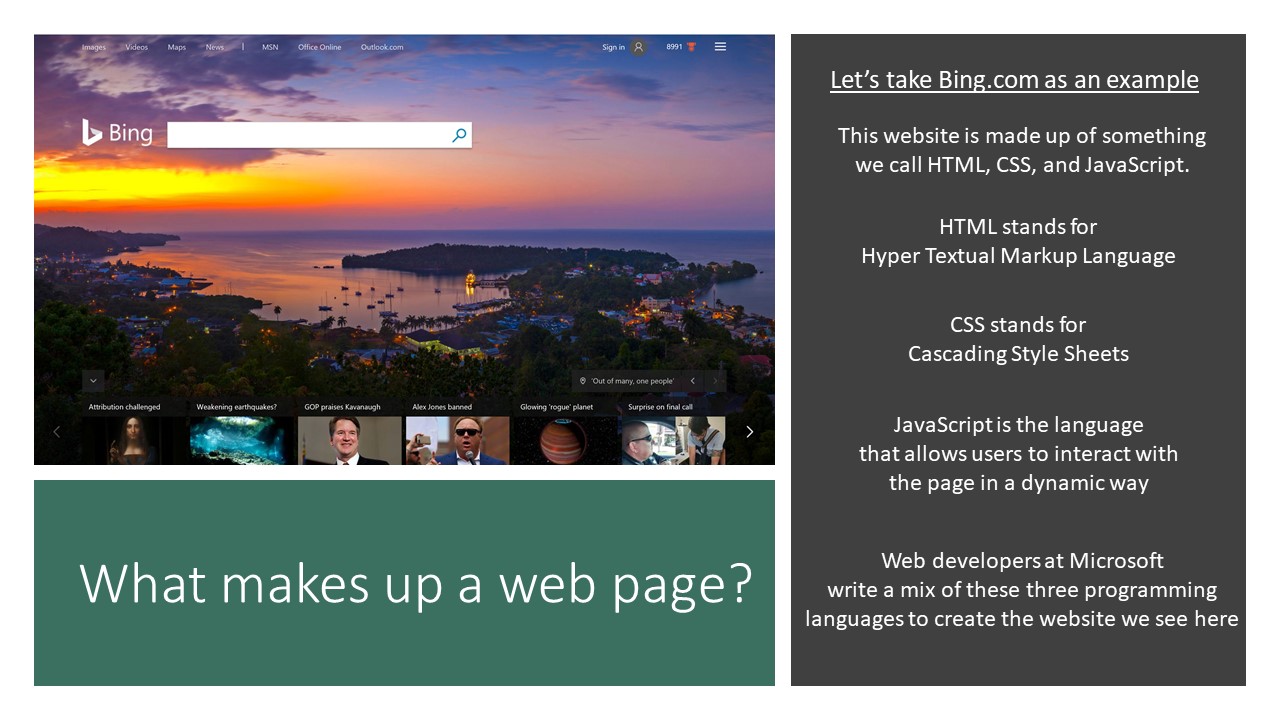 Images Videos Maps News | MSN Office Online Outlook.com Sign in 8991
Bing
'Out of many, one people'
Attribution challenged Weakening earthquakes? GOP praises Kavanaugh Alex Jones banned Glowing 'rogue' planet Surprise on final call
What makes up a web page?
Let's take Bing.com as an example
This website is made up of something
we call HTML, CSS, and JavaScript.
HTML stands for
Hyper Textual Markup Language
CSS stands for
Cascading Style Sheets
JavaScript is the language
that allows users to interact with
the page in a dynamic way
Web developers at Microsoft
write a mix of these three programming
languages to create the website we see here